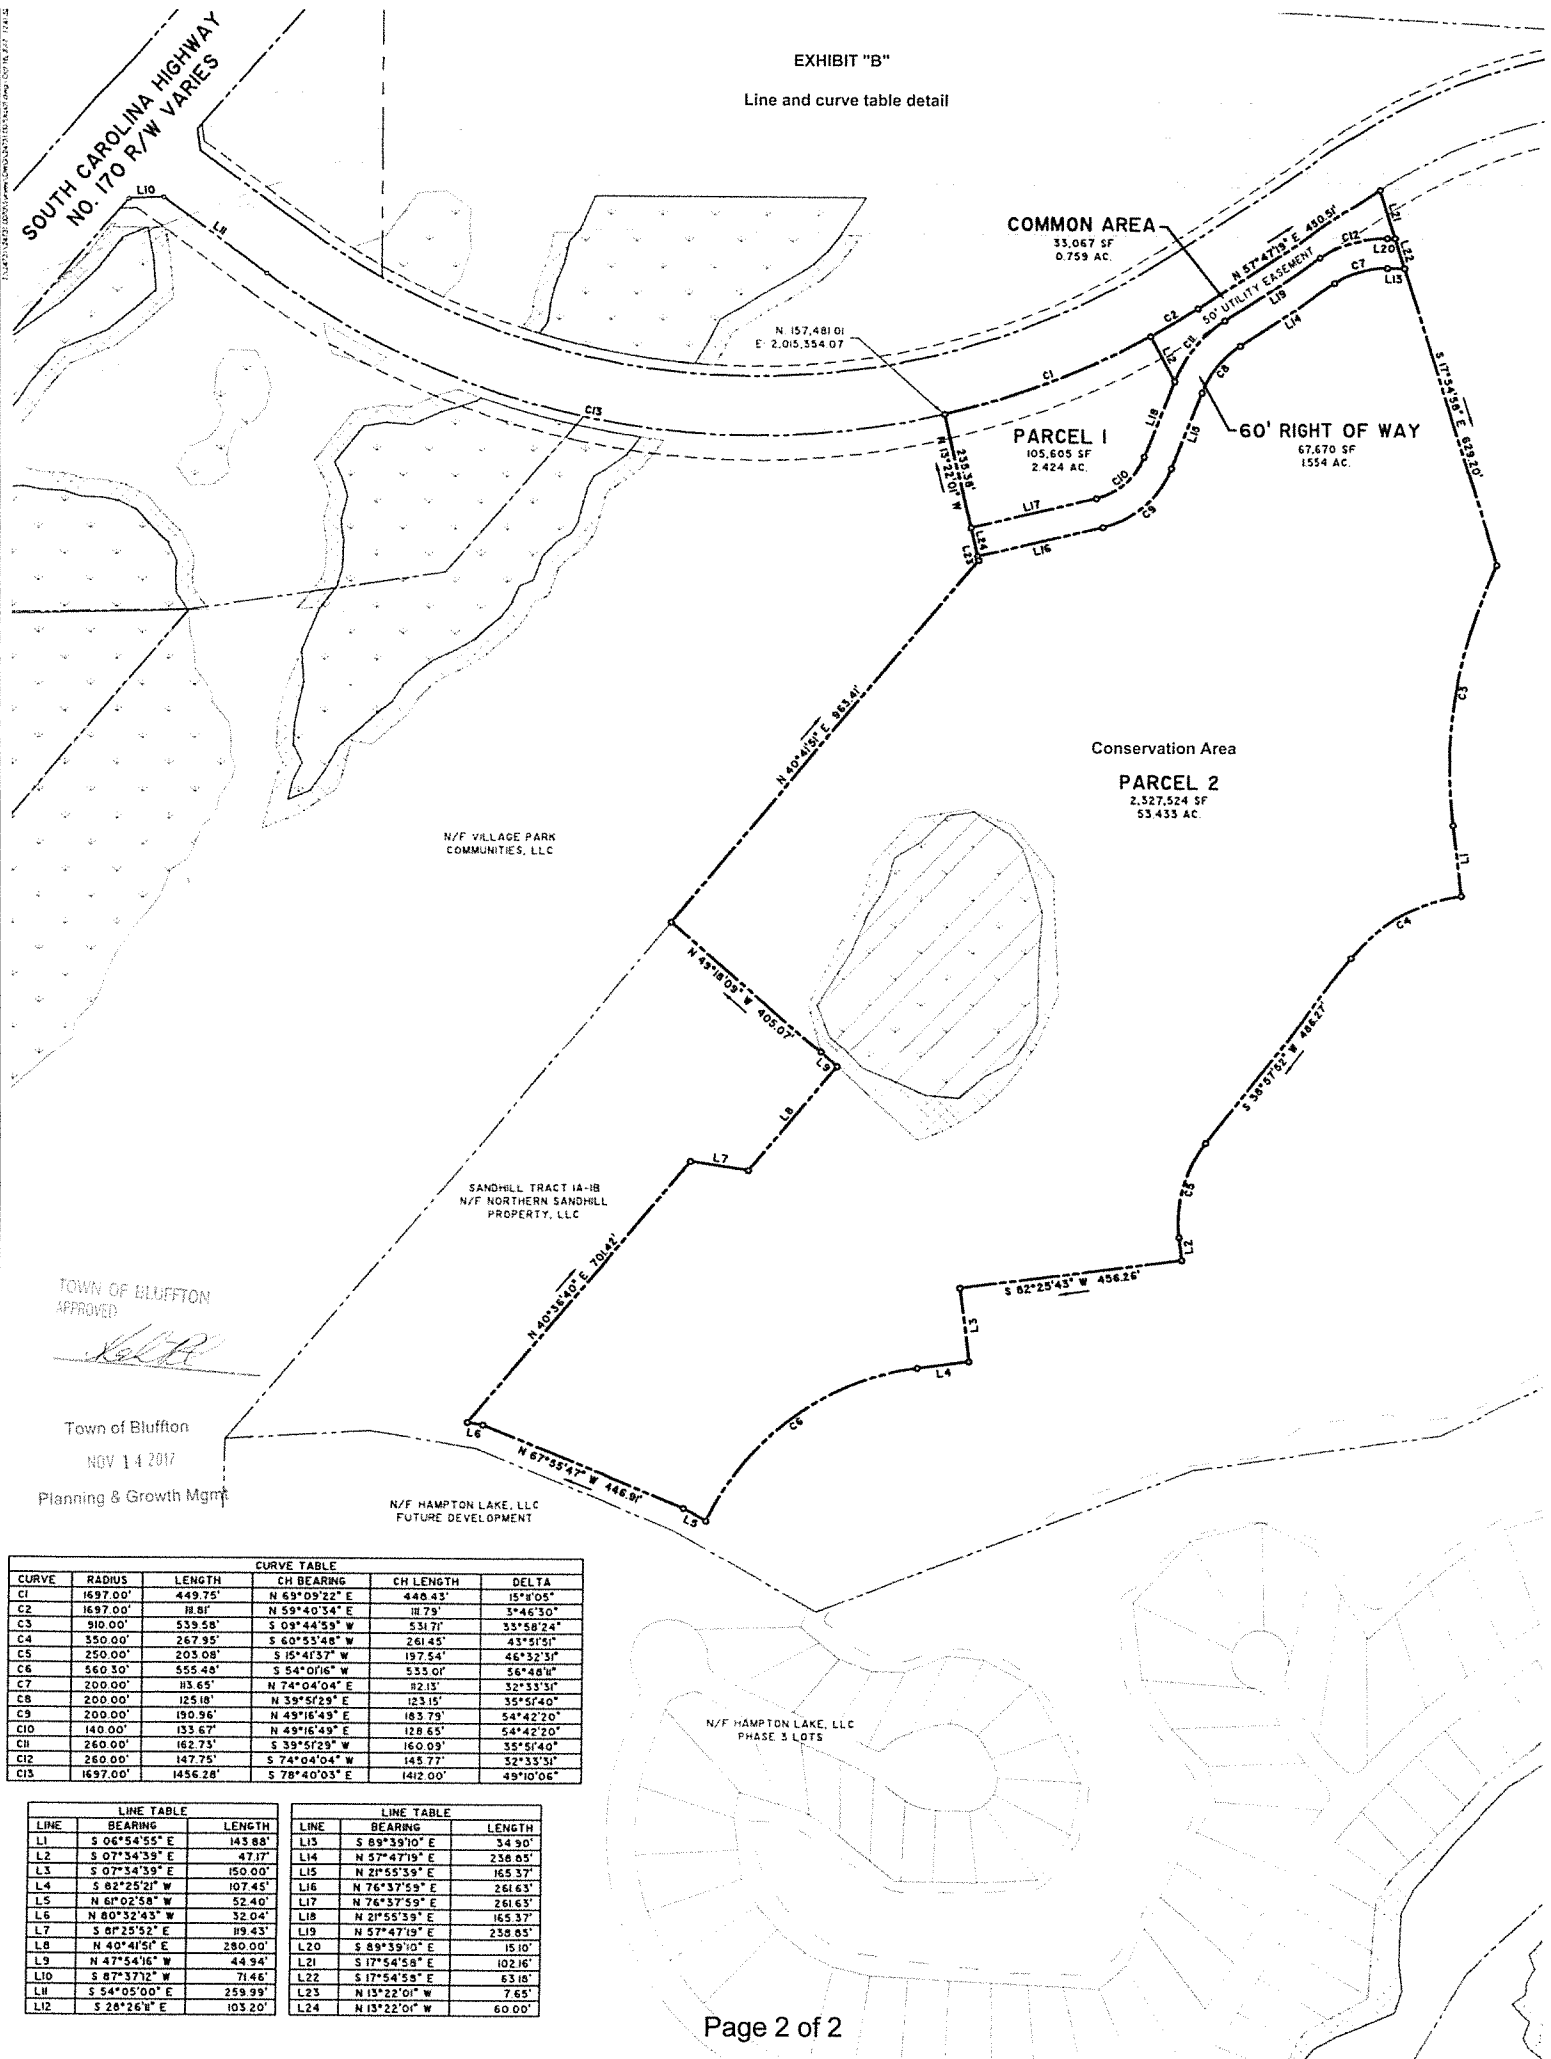 EXHIBIT "B"
Line and curve table detail
SOUTH CAROLINA HIGHWAY
NO. 170 R/W VARIES
L10
L11
COMMON AREA
33,067 SF
0.759 AC.
N 57°47'19" E 450.51'
50' UTILITY EASEMENT
L21
C12
L20
L22
C7
L13
L19
L14
C2
C11
L12
C8
N: 157,481.01
E: 2,015,354.07
C1
C13
L18
L15
60' RIGHT OF WAY
67,670 SF
1.554 AC.
PARCEL 1
105,605 SF
2.424 AC.
S 17°54'58" E 629.20'
235.38'
N 13°22'01" W
C10
L17
C9
L24
L23
L16
N 40°41'51" E 963.41'
C3
Conservation Area
PARCEL 2
2,327,524 SF
53.433 AC.
N/F VILLAGE PARK
COMMUNITIES, LLC
L1
C4
N 49°18'09" W 405.07'
L9
S 38°57'52" W 486.27'
L8
L7
C5
SANDHILL TRACT 1A-1B
N/F NORTHERN SANDHILL
PROPERTY, LLC
L2
N 40°36'40" E 701.42'
S 82°25'43" W 456.26'
L3
L4
TOWN OF BLUFFTON
APPROVED
C6
L6
Town of Bluffton
NOV 14 2017
Planning & Growth Mgmt
N 67°55'47" W 446.91'
L5
N/F HAMPTON LAKE, LLC
FUTURE DEVELOPMENT
CURVE TABLE
CURVE RADIUS LENGTH CH BEARING CH LENGTH DELTA
C1 1697.00' 449.75' N 69°09'22" E 448.43' 15°11'05"
C2 1697.00' 111.81' N 59°40'34" E 111.79' 3°46'30"
C3 910.00' 539.58' S 09°44'59" W 531.71' 33°58'24"
C4 350.00' 267.95' S 60°53'48" W 261.45' 43°51'51"
C5 250.00' 203.08' S 15°41'37" W 197.54' 46°32'31"
C6 560.30' 555.48' S 54°01'16" W 533.01' 56°48'11"
C7 200.00' 113.65' N 74°04'04" E 112.13' 32°33'31"
C8 200.00' 125.18' N 39°51'29" E 123.15' 35°51'40"
C9 200.00' 190.96' N 49°16'49" E 183.79' 54°42'20"
C10 140.00' 133.67' N 49°16'49" E 128.65' 54°42'20"
C11 260.00' 162.73' S 39°51'29" W 160.09' 35°51'40"
C12 260.00' 147.75' S 74°04'04" W 145.77' 32°33'31"
C13 1697.00' 1456.28' S 78°40'03" E 1412.00' 49°10'06"
LINE TABLE
LINE BEARING LENGTH
L1 S 06°54'55" E 143.88'
L2 S 07°34'39" E 47.17'
L3 S 07°34'39" E 150.00'
L4 S 82°25'21" W 107.45'
L5 N 61°02'58" W 52.40'
L6 N 80°32'43" W 32.04'
L7 S 81°25'52" E 119.43'
L8 N 40°41'51" E 280.00'
L9 N 47°54'16" W 44.94'
L10 S 87°37'12" W 71.46'
L11 S 54°05'00" E 259.99'
L12 S 28°26'11" E 103.20'
LINE TABLE
LINE BEARING LENGTH
L13 S 89°39'10" E 34.90'
L14 N 57°47'19" E 238.85'
L15 N 21°55'39" E 165.37'
L16 N 76°37'59" E 261.63'
L17 N 76°37'59" E 261.63'
L18 N 21°55'39" E 165.37'
L19 N 57°47'19" E 238.85'
L20 S 89°39'10" E 15.10'
L21 S 17°54'58" E 102.16'
L22 S 17°54'58" E 63.18'
L23 N 13°22'01" W 7.65'
L24 N 13°22'01" W 60.00'
N/F HAMPTON LAKE, LLC
PHASE 3 LOTS
Page 2 of 2